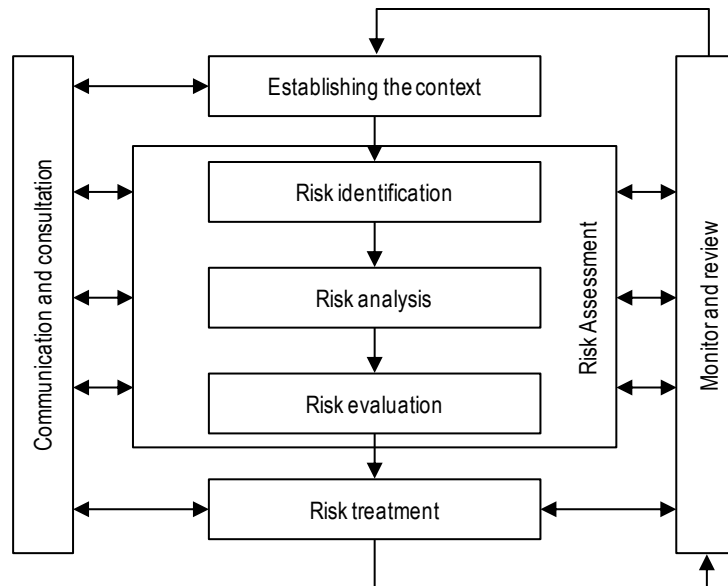 Establishing the context
Communication and consultation
Risk identification
Risk analysis
Risk evaluation
Risk Assessment
Monitor and review
Risk treatment